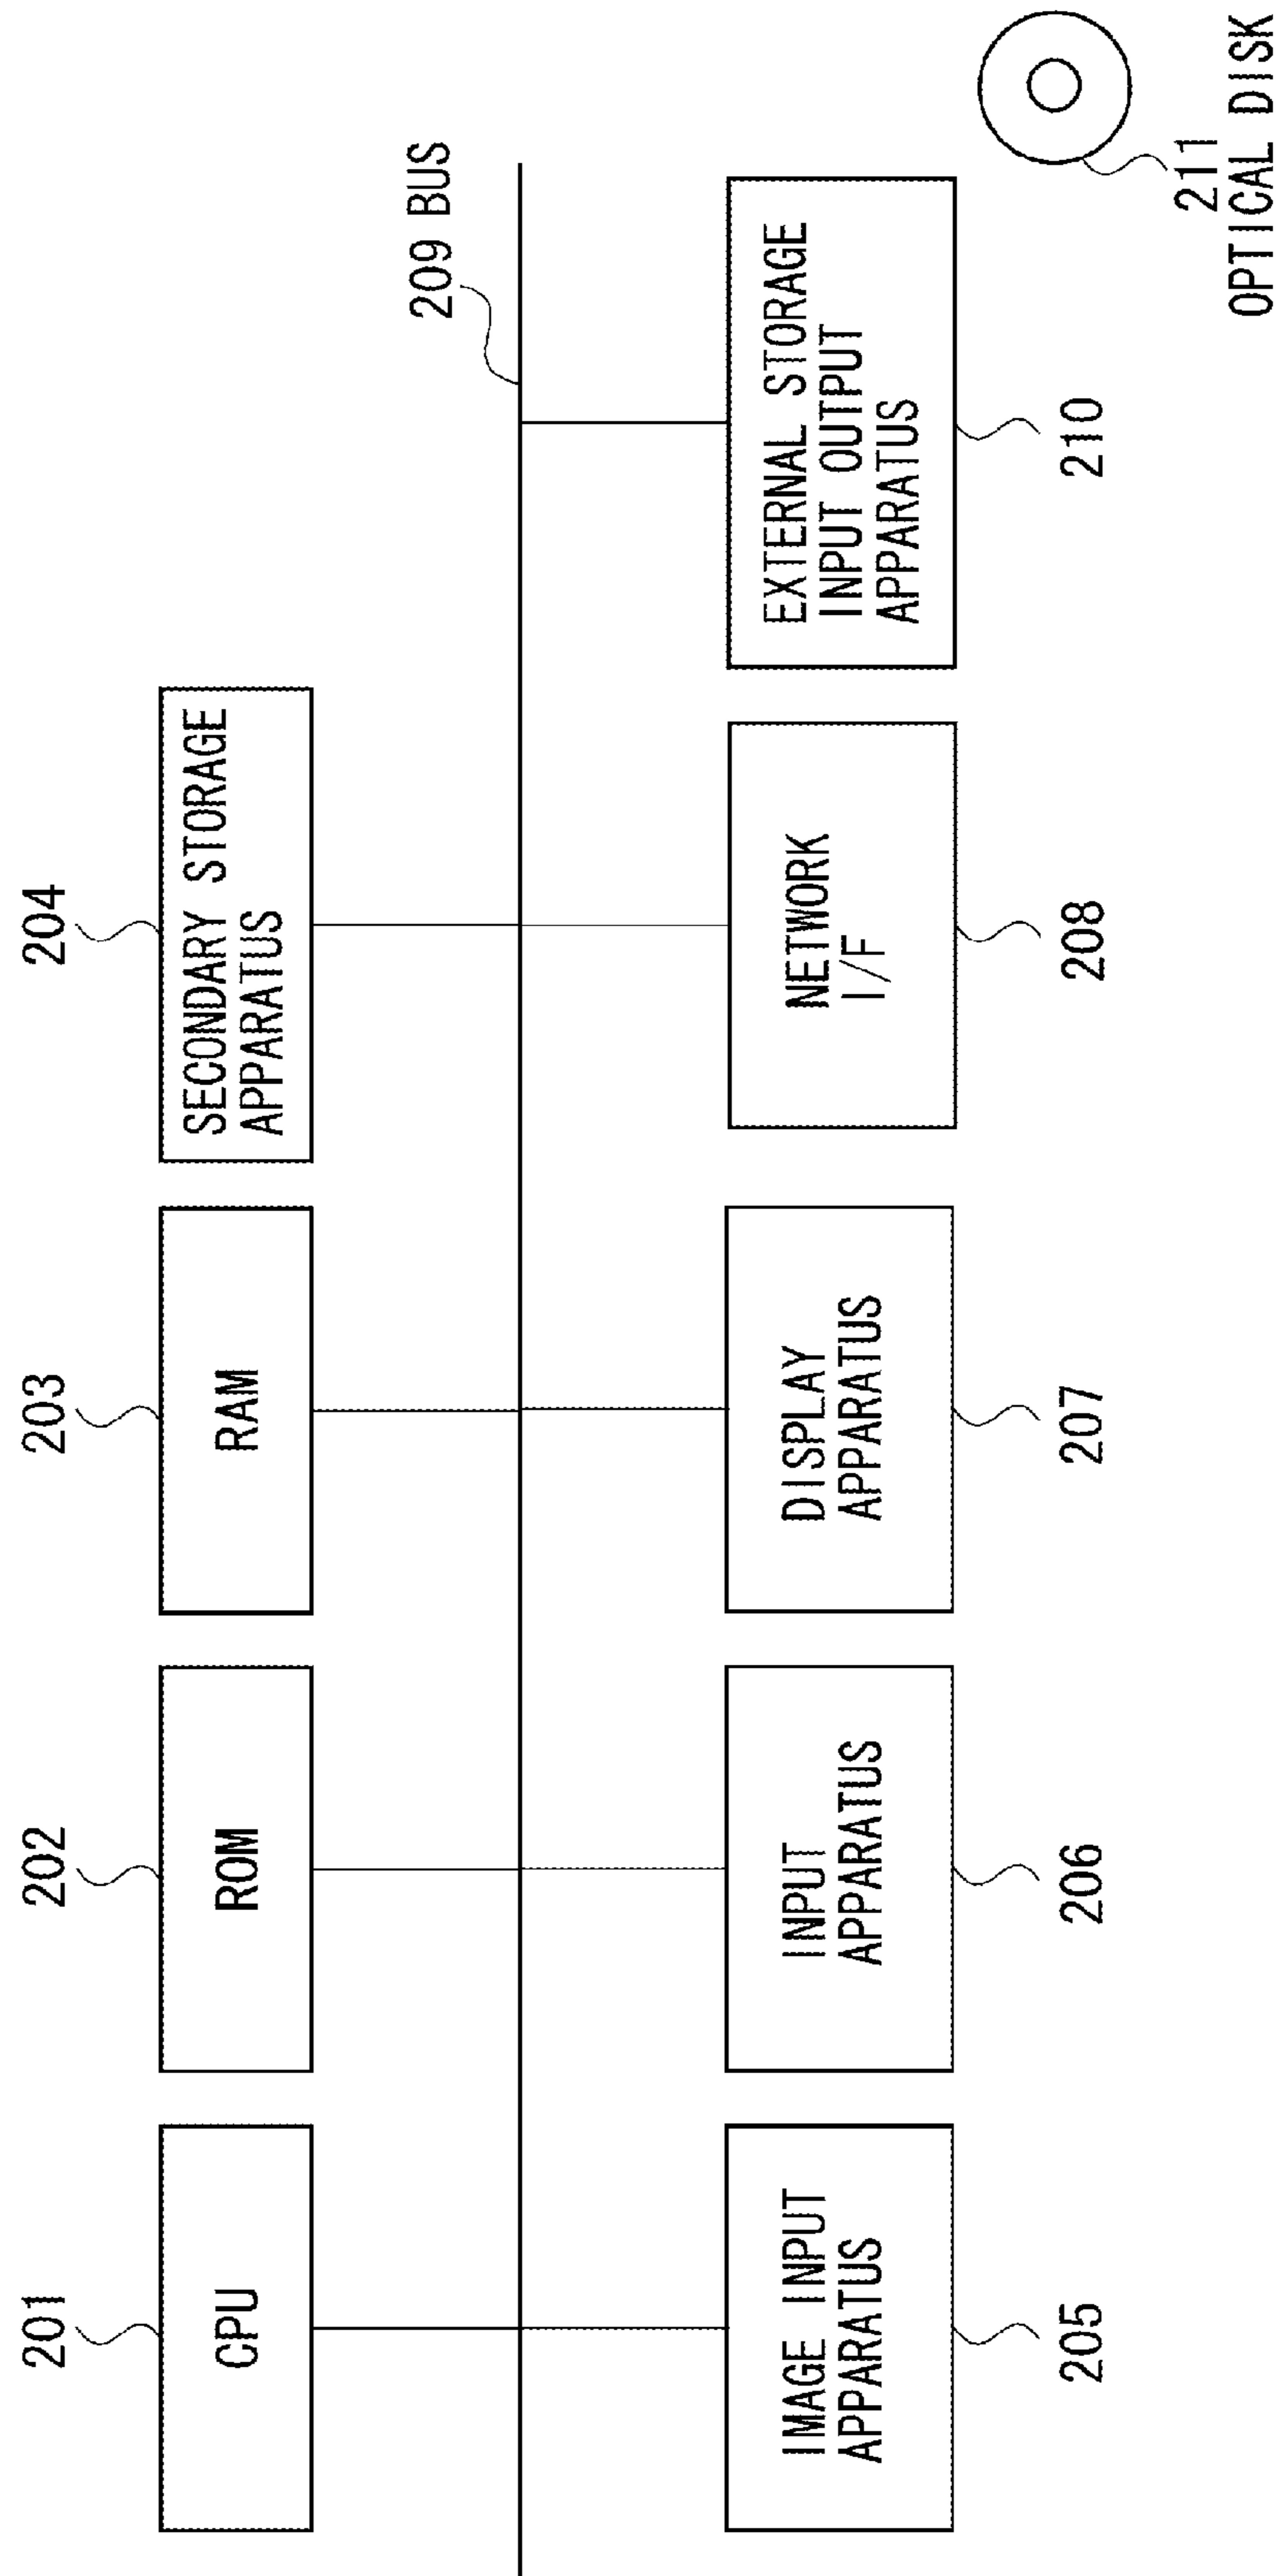 201
CPU
202
ROM
203
RAM
204
SECONDARY STORAGE
APPARATUS
209 BUS
IMAGE INPUT
APPARATUS
205
INPUT
APPARATUS
206
DISPLAY
APPARATUS
207
NETWORK
I/F
208
EXTERNAL STORAGE
INPUT OUTPUT
APPARATUS
210
211
OPTICAL DISK